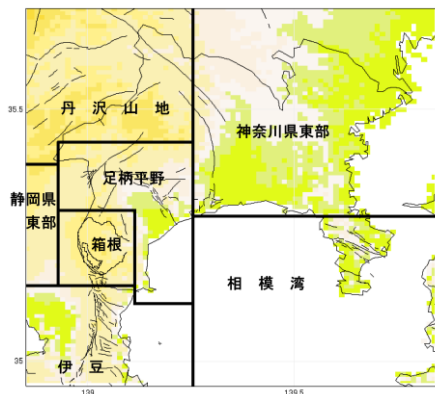 35.5
丹 沢 山 地
神奈川県東部
足柄平野
静岡県
東部
箱根
相 模 湾
35
伊 豆
139
139.5